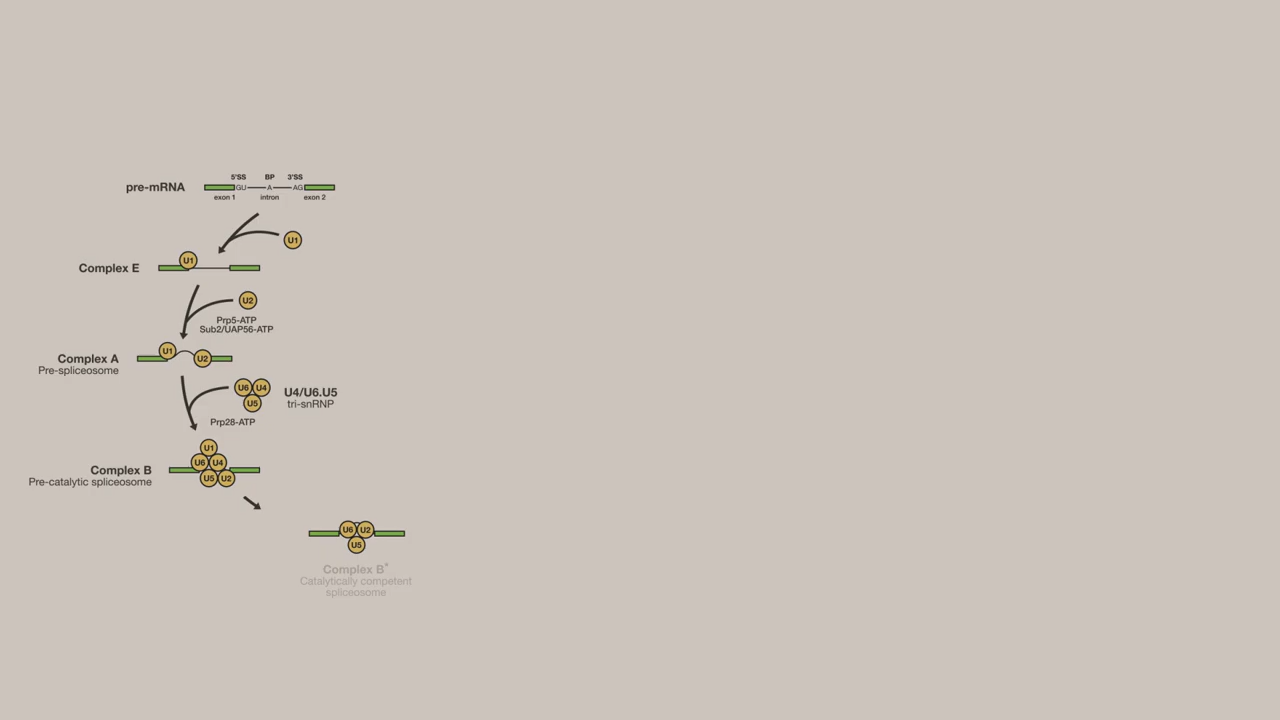 5'SS BP 3'SS
pre-mRNA GU A AG
exon 1 intron exon 2
U1
U1
Complex E
U2
Prp5-ATP
Sub2/UAP56-ATP
U1
Complex A U2
Pre-spliceosome
U6 U4 U4/U6.U5
U5 tri-snRNP
Prp28-ATP
U1
U6 U4
Complex B
Pre-catalytic spliceosome U5 U2
U6 U2
U5
Complex B*
Catalytically competent
spliceosome